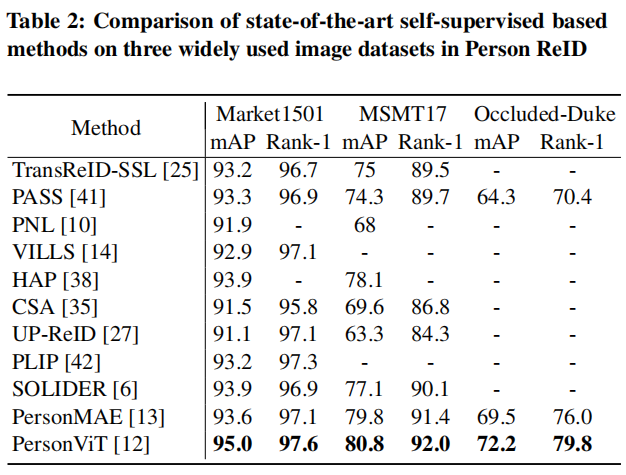 Table 2: Comparison of state-of-the-art self-supervised based
methods on three widely used image datasets in Person ReID
Method Market1501 MSMT17 Occluded-Duke
mAP Rank-1 mAP Rank-1 mAP Rank-1
TransReID-SSL [25] 93.2 96.7 75 89.5 - -
PASS [41] 93.3 96.9 74.3 89.7 64.3 70.4
PNL [10] 91.9 - 68 - -
VILLS [14] 92.9 97.1 - - - -
HAP [38] 93.9 - 78.1 - -
CSA [35] 91.5 95.8 69.6 86.8 - -
UP-ReID [27] 91.1 97.1 63.3 84.3 - -
PLIP [42] 93.2 97.3 - - - -
SOLIDER [6] 93.9 96.9 77.1 90.1 - -
PersonMAE [13] 93.6 97.1 79.8 91.4 69.5 76.0
PersonViT [12] 95.0 97.6 80.8 92.0 72.2 79.8